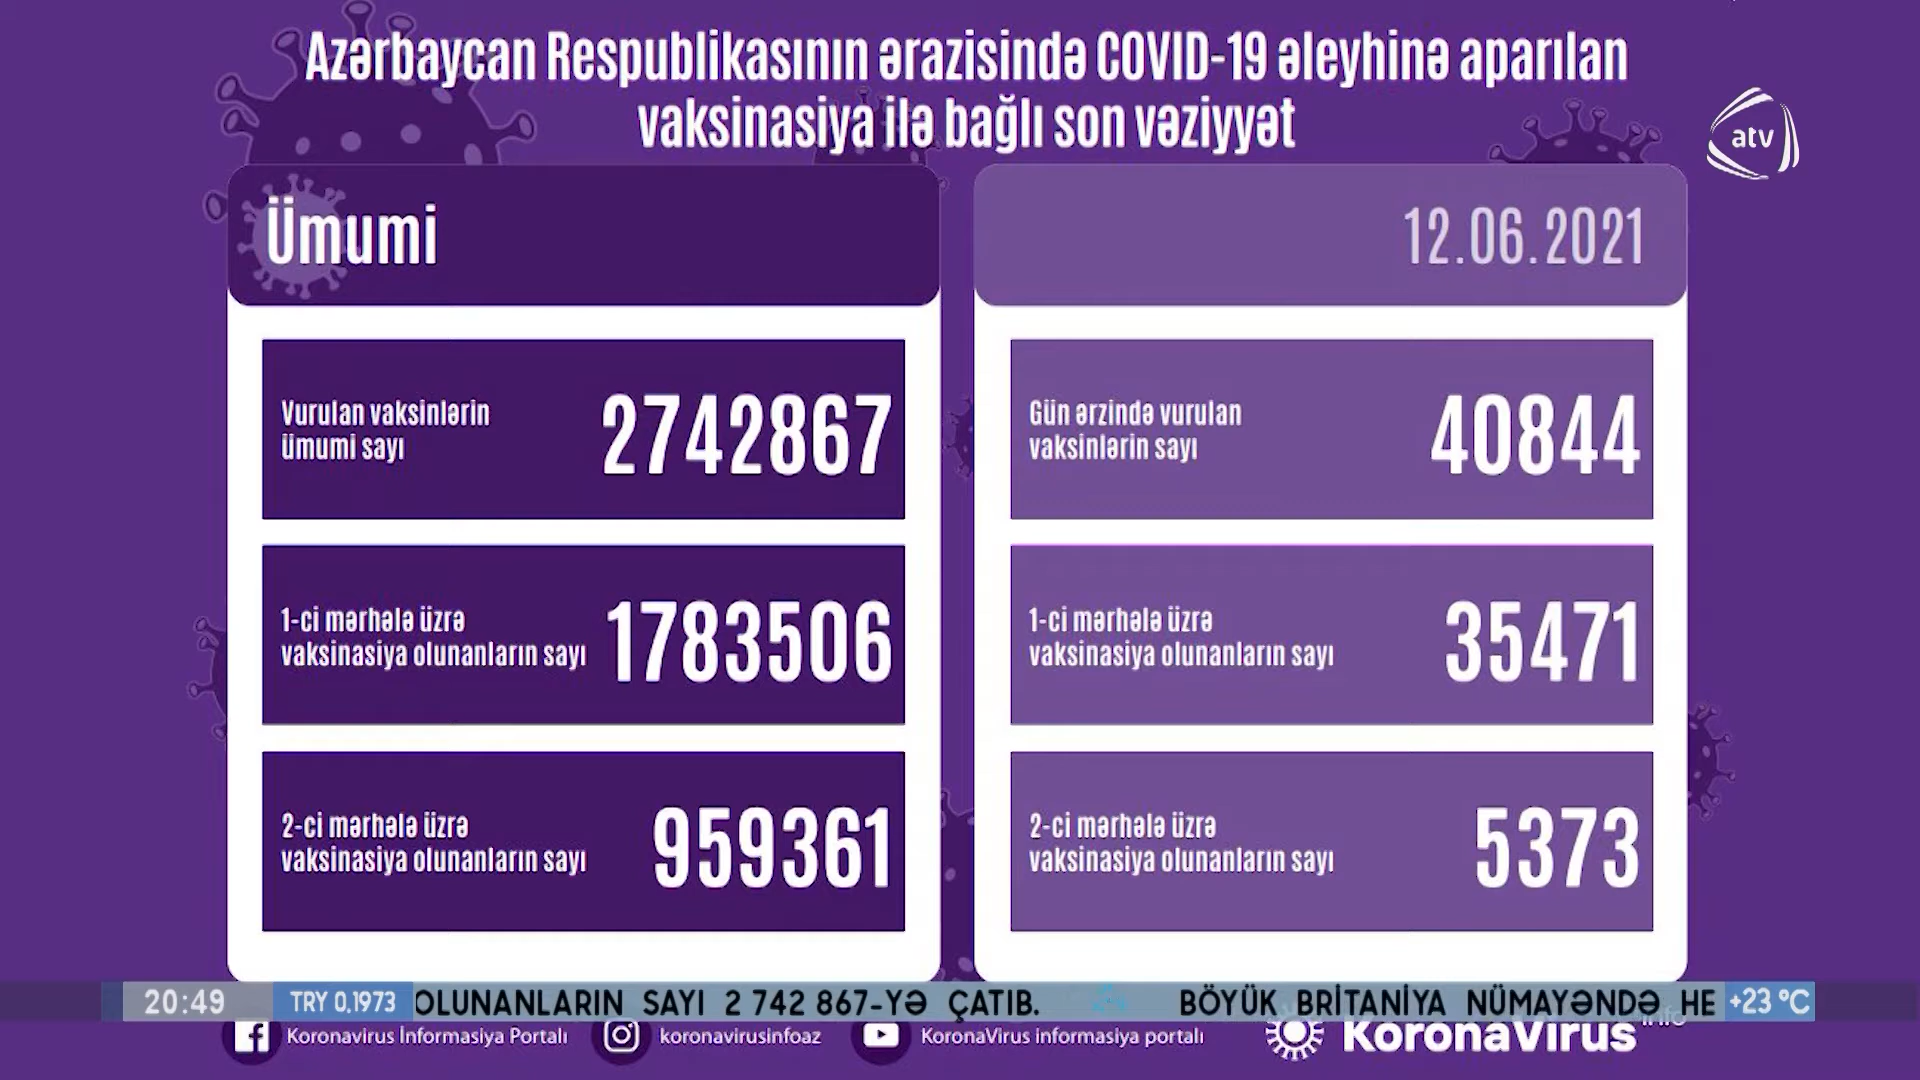 Azərbaycan Respublikasının ərazisində COVID-19 əleyhinə aparılan
vaksinasiya ilə bağlı son vəziyyət
atv
Ümumi
Vurulan vaksinlərin
ümumi sayı
2742867
1-ci mərhələ üzrə
vaksinasiya olunanların sayı
1783506
2-ci mərhələ üzrə
vaksinasiya olunanların sayı
959361
12.06.2021
Gün ərzində vurulan
vaksinlərin sayı
40844
1-ci mərhələ üzrə
vaksinasiya olunanların sayı
35471
2-ci mərhələ üzrə
vaksinasiya olunanların sayı
5373
20:49 TRY 0,1973 OLUNANLARIN SAYI 2 742 867-YƏ ÇATIB. BÖYÜK BRİTANİYA NÜMAYƏNDƏ HE +23 °C
Koronavirus İnformasiya Portalı koronavirusinfoaz KoronaVirus informasiya portalı KoronaVirus info